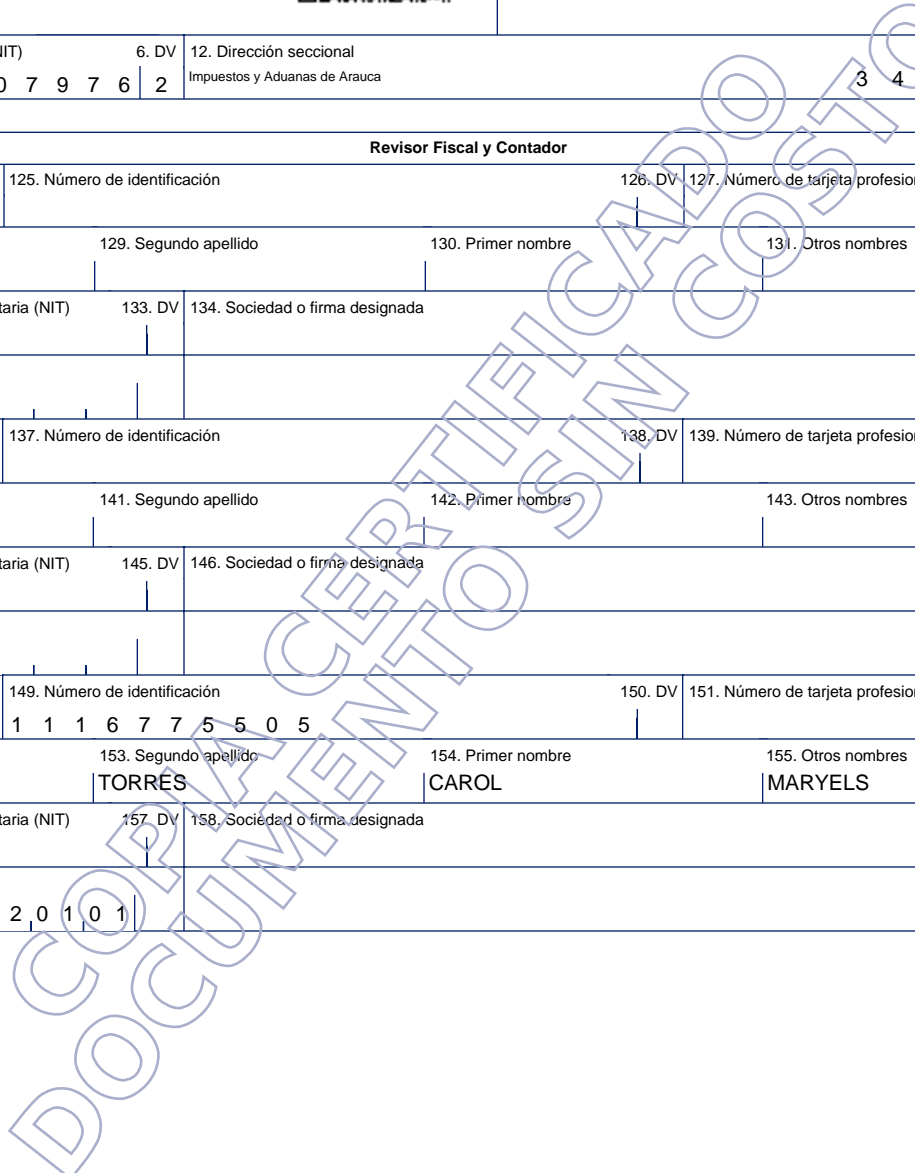 NIT) 6. DV 12. Dirección seccional
0 7 9 7 6 2 Impuestos y Aduanas de Arauca 3 4
Revisor Fiscal y Contador
125. Número de identificación 126. DV 127. Número de tarjeta profesion
129. Segundo apellido 130. Primer nombre 131. Otros nombres
taria (NIT) 133. DV 134. Sociedad o firma designada
137. Número de identificación 138. DV 139. Número de tarjeta profesion
141. Segundo apellido 142. Primer nombre 143. Otros nombres
taria (NIT) 145. DV 146. Sociedad o firma designada
149. Número de identificación 150. DV 151. Número de tarjeta profesion
1 1 1 6 7 7 5 5 0 5
153. Segundo apellido 154. Primer nombre 155. Otros nombres
TORRES CAROL MARYELS
taria (NIT) 157. DV 158. Sociedad o firma designada
2 0 1 0 1
COPIA CERTIFICADO
DOCUMENTO SIN COSTO